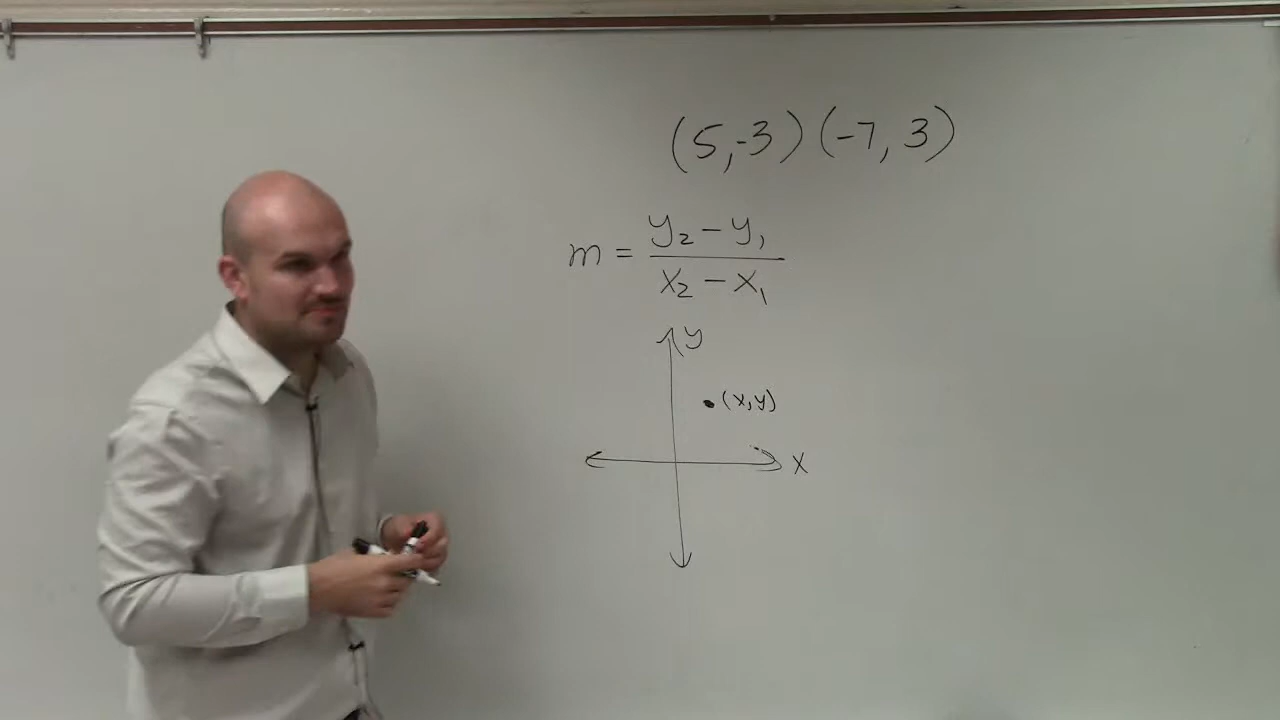 (5,-3) (-7, 3)
m = y₂ - y₁
x₂ - x₁
y
(x,y)
x